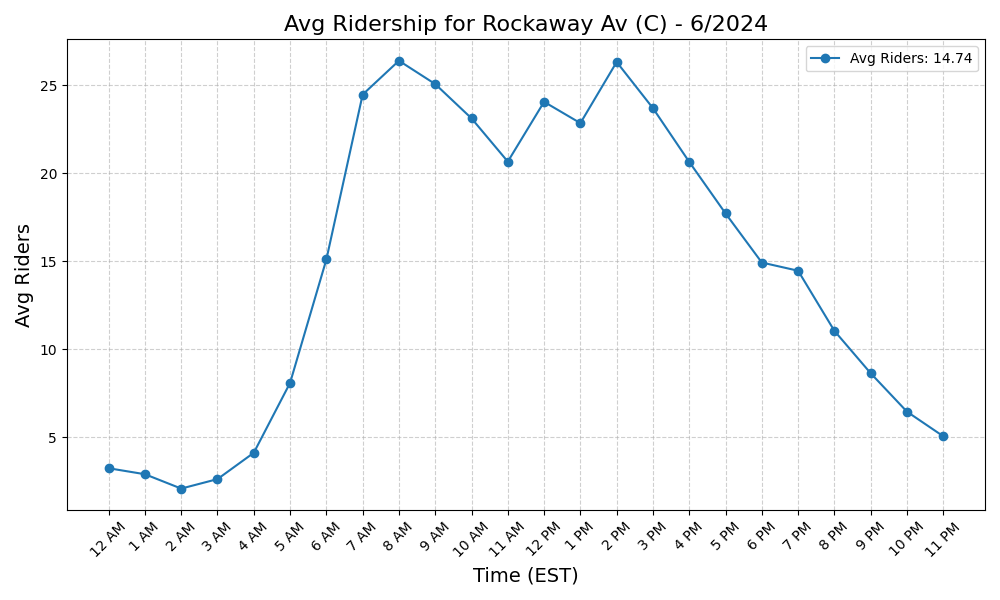 Avg Ridership for Rockaway Av (C) - 6/2024
Avg Riders: 14.74
Avg Riders
25
20
15
10
5
12 AM
1 AM
2 AM
3 AM
4 AM
5 AM
6 AM
7 AM
8 AM
9 AM
10 AM
11 AM
12 PM
1 PM
2 PM
3 PM
4 PM
5 PM
6 PM
7 PM
8 PM
9 PM
10 PM
11 PM
Time (EST)